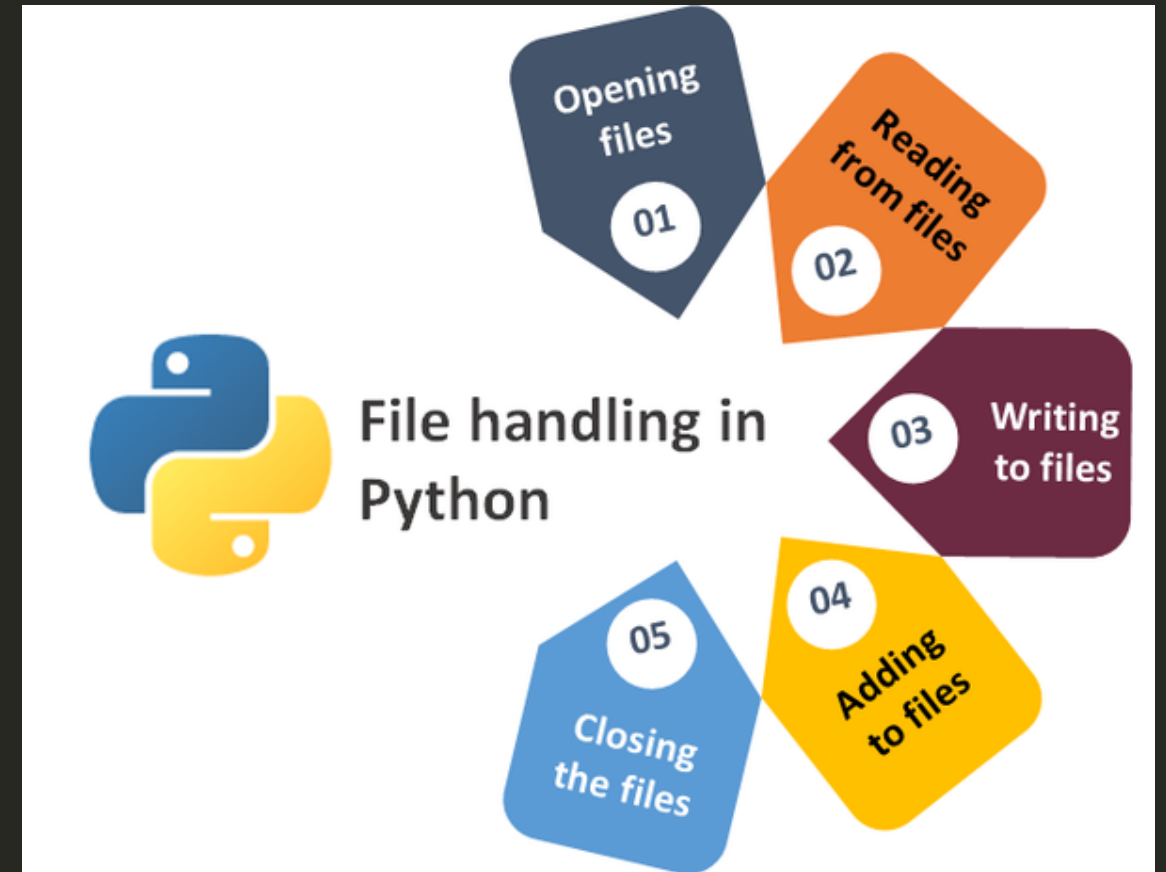 File handling in
Python
Opening
files
01
Reading
from files
02
03
Writing
to files
04
Adding
to files
05
Closing
the files